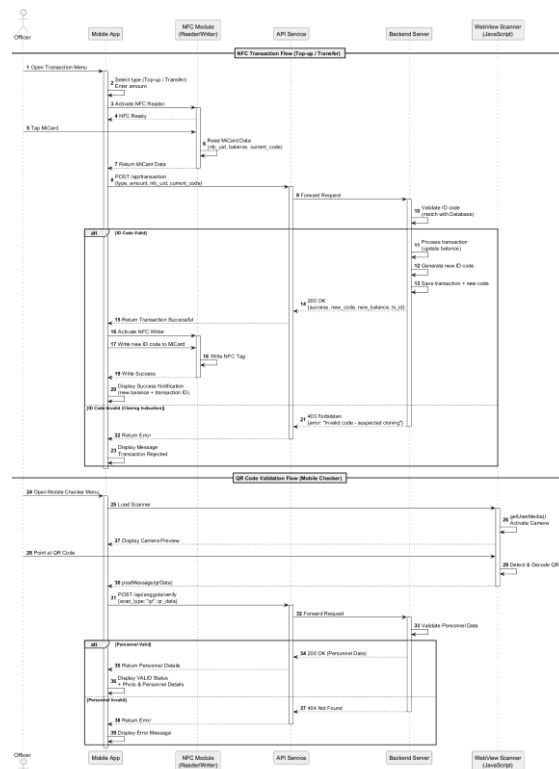 Officer
Mobile App
NFC Module
(Reader/Writer)
API Service
Backend Server
WebView Scanner
(JavaScript)
NFC Transaction Flow (Top-up / Transfer)
1 Open Transaction Menu
2 Select type (Top-up / Transfer)
Enter amount
3 Activate NFC Reader
4 NFC Ready
5 Tap MiCard
6 Read MiCard Data
(nfc_uid, balance, current_code)
7 Return MiCard Data
8 POST /api/transaction
{type, amount, nfc_uid, current_code}
9 Forward Request
10 Validate ID code
(match with Database)
alt [ID Code Valid]
11 Process transaction
(update balance)
12 Generate new ID code
13 Save transaction + new code
14 200 OK
{success, new_code, new_balance, tx_id}
15 Return Transaction Successful
16 Activate NFC Writer
17 Write new ID code to MiCard
18 Write NFC Tag
19 Write Success
20 Display Success Notification
(new balance + transaction ID)
[ID Code Invalid (Cloning Indication)]
21 403 Forbidden
{error: "Invalid code - suspected cloning"}
22 Return Error
23 Display Message
Transaction Rejected
QR Code Validation Flow (Mobile Checker)
24 Open Mobile Checker Menu
25 Load Scanner
26 getUserMedia()
Activate Camera
27 Display Camera Preview
28 Point at QR Code
29 Detect & Decode QR
30 postMessage(qrData)
31 POST /api/anggota/verify
{scan_type: "qr", qr_data}
32 Forward Request
33 Validate Personnel Data
alt [Personnel Valid]
34 200 OK (Personnel Data)
35 Return Personnel Details
36 Display VALID Status
+ Photo & Personnel Details
[Personnel Invalid]
37 404 Not Found
38 Return Error
39 Display Error Message
Officer
Mobile App
NFC Module
(Reader/Writer)
API Service
Backend Server
WebView Scanner
(JavaScript)